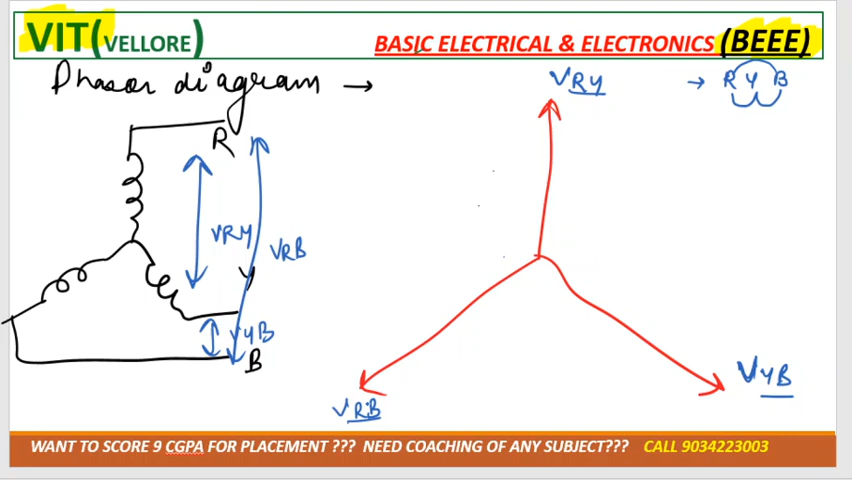 VIT(VELLORE)
BASIC ELECTRICAL & ELECTRONICS (BEEE)
Phasor diagram →
VRY
→ R Y B
R
VRY
VRB
Y
VYB
B
VYB
VRB
WANT TO SCORE 9 CGPA FOR PLACEMENT ??? NEED COACHING OF ANY SUBJECT??? CALL 9034223003